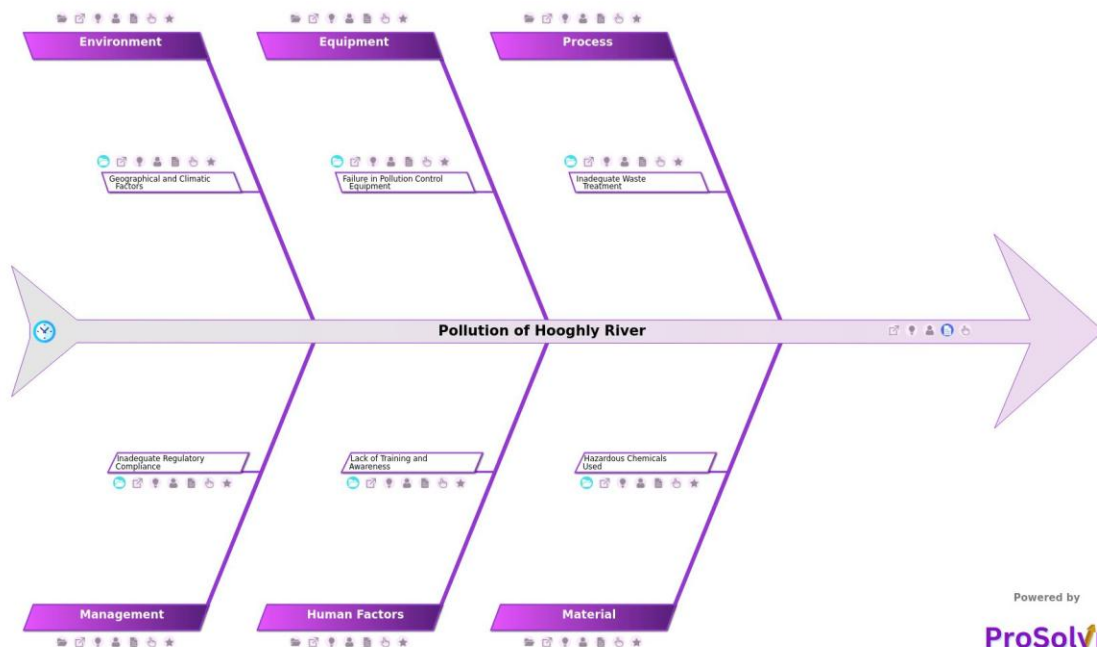 Environment
Equipment
Process
Geographical and Climatic
Factors
Failure in Pollution Control
Equipment
Inadequate Waste
Treatment
Pollution of Hooghly River
Inadequate Regulatory
Compliance
Lack of Training and
Awareness
Hazardous Chemicals
Used
Management
Human Factors
Material
Powered by